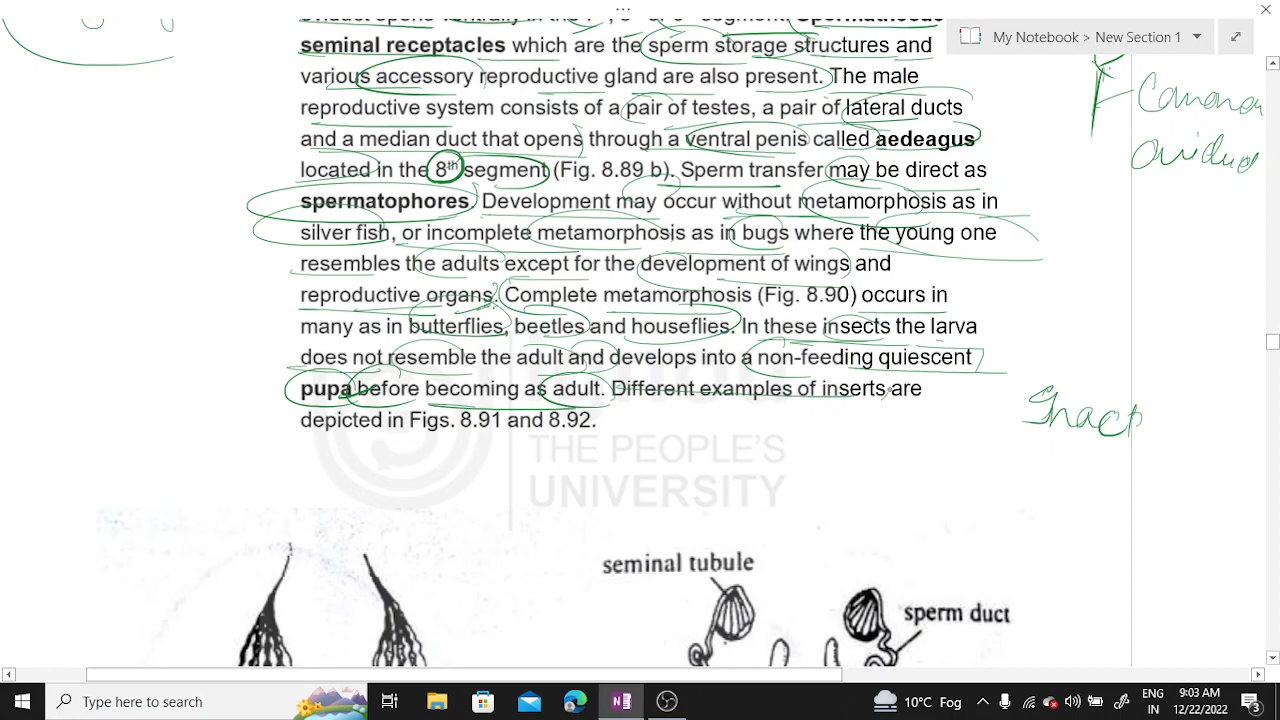 oviduct opens ventrally in the segment. Spermathecae
seminal receptacles which are the sperm storage structures and
various accessory reproductive gland are also present. The male
reproductive system consists of a pair of testes, a pair of lateral ducts
and a median duct that opens through a ventral penis called aedeagus
located in the 8th segment (Fig. 8.89 b). Sperm transfer may be direct as
spermatophores. Development may occur without metamorphosis as in
silver fish, or incomplete metamorphosis as in bugs where the young one
resembles the adults except for the development of wings and
reproductive organs. Complete metamorphosis (Fig. 8.90) occurs in
many as in butterflies, beetles and houseflies. In these insects the larva
does not resemble the adult and develops into a non-feeding quiescent
pupa before becoming as adult. Different examples of inserts are
depicted in Figs. 8.91 and 8.92.
THE PEOPLE'S
UNIVERSITY
seminal tubule
sperm duct
My Notebook > New Section 1
Type here to search
10°C Fog
ENG
IN
8:03 AM
12/22/2022
3